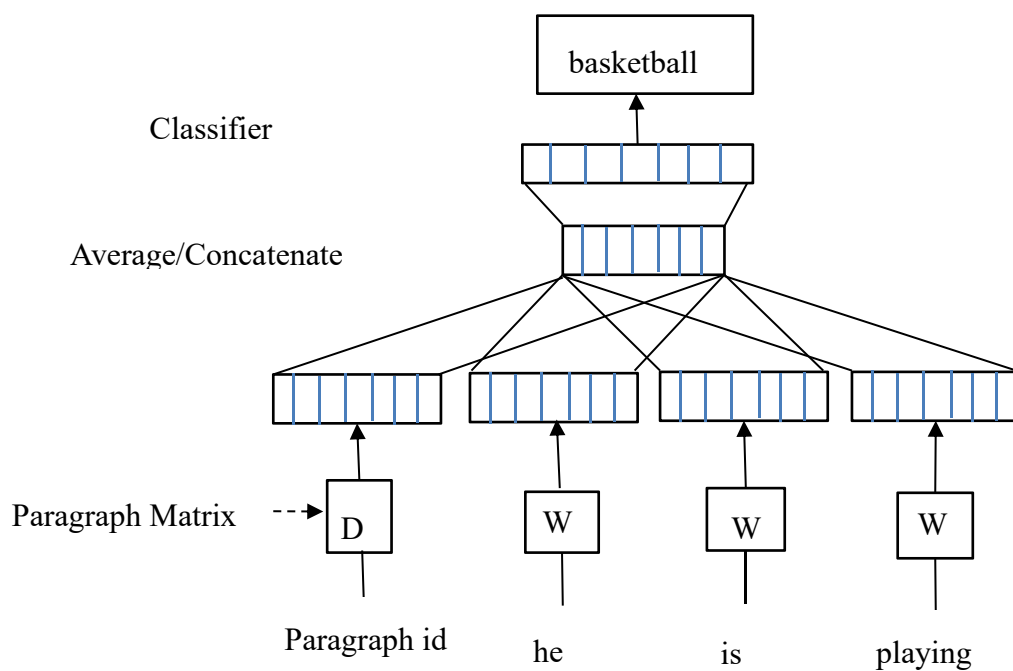 basketball
Classifier
Average/Concatenate
Paragraph Matrix
D
W
W
W
Paragraph id
he
is
playing